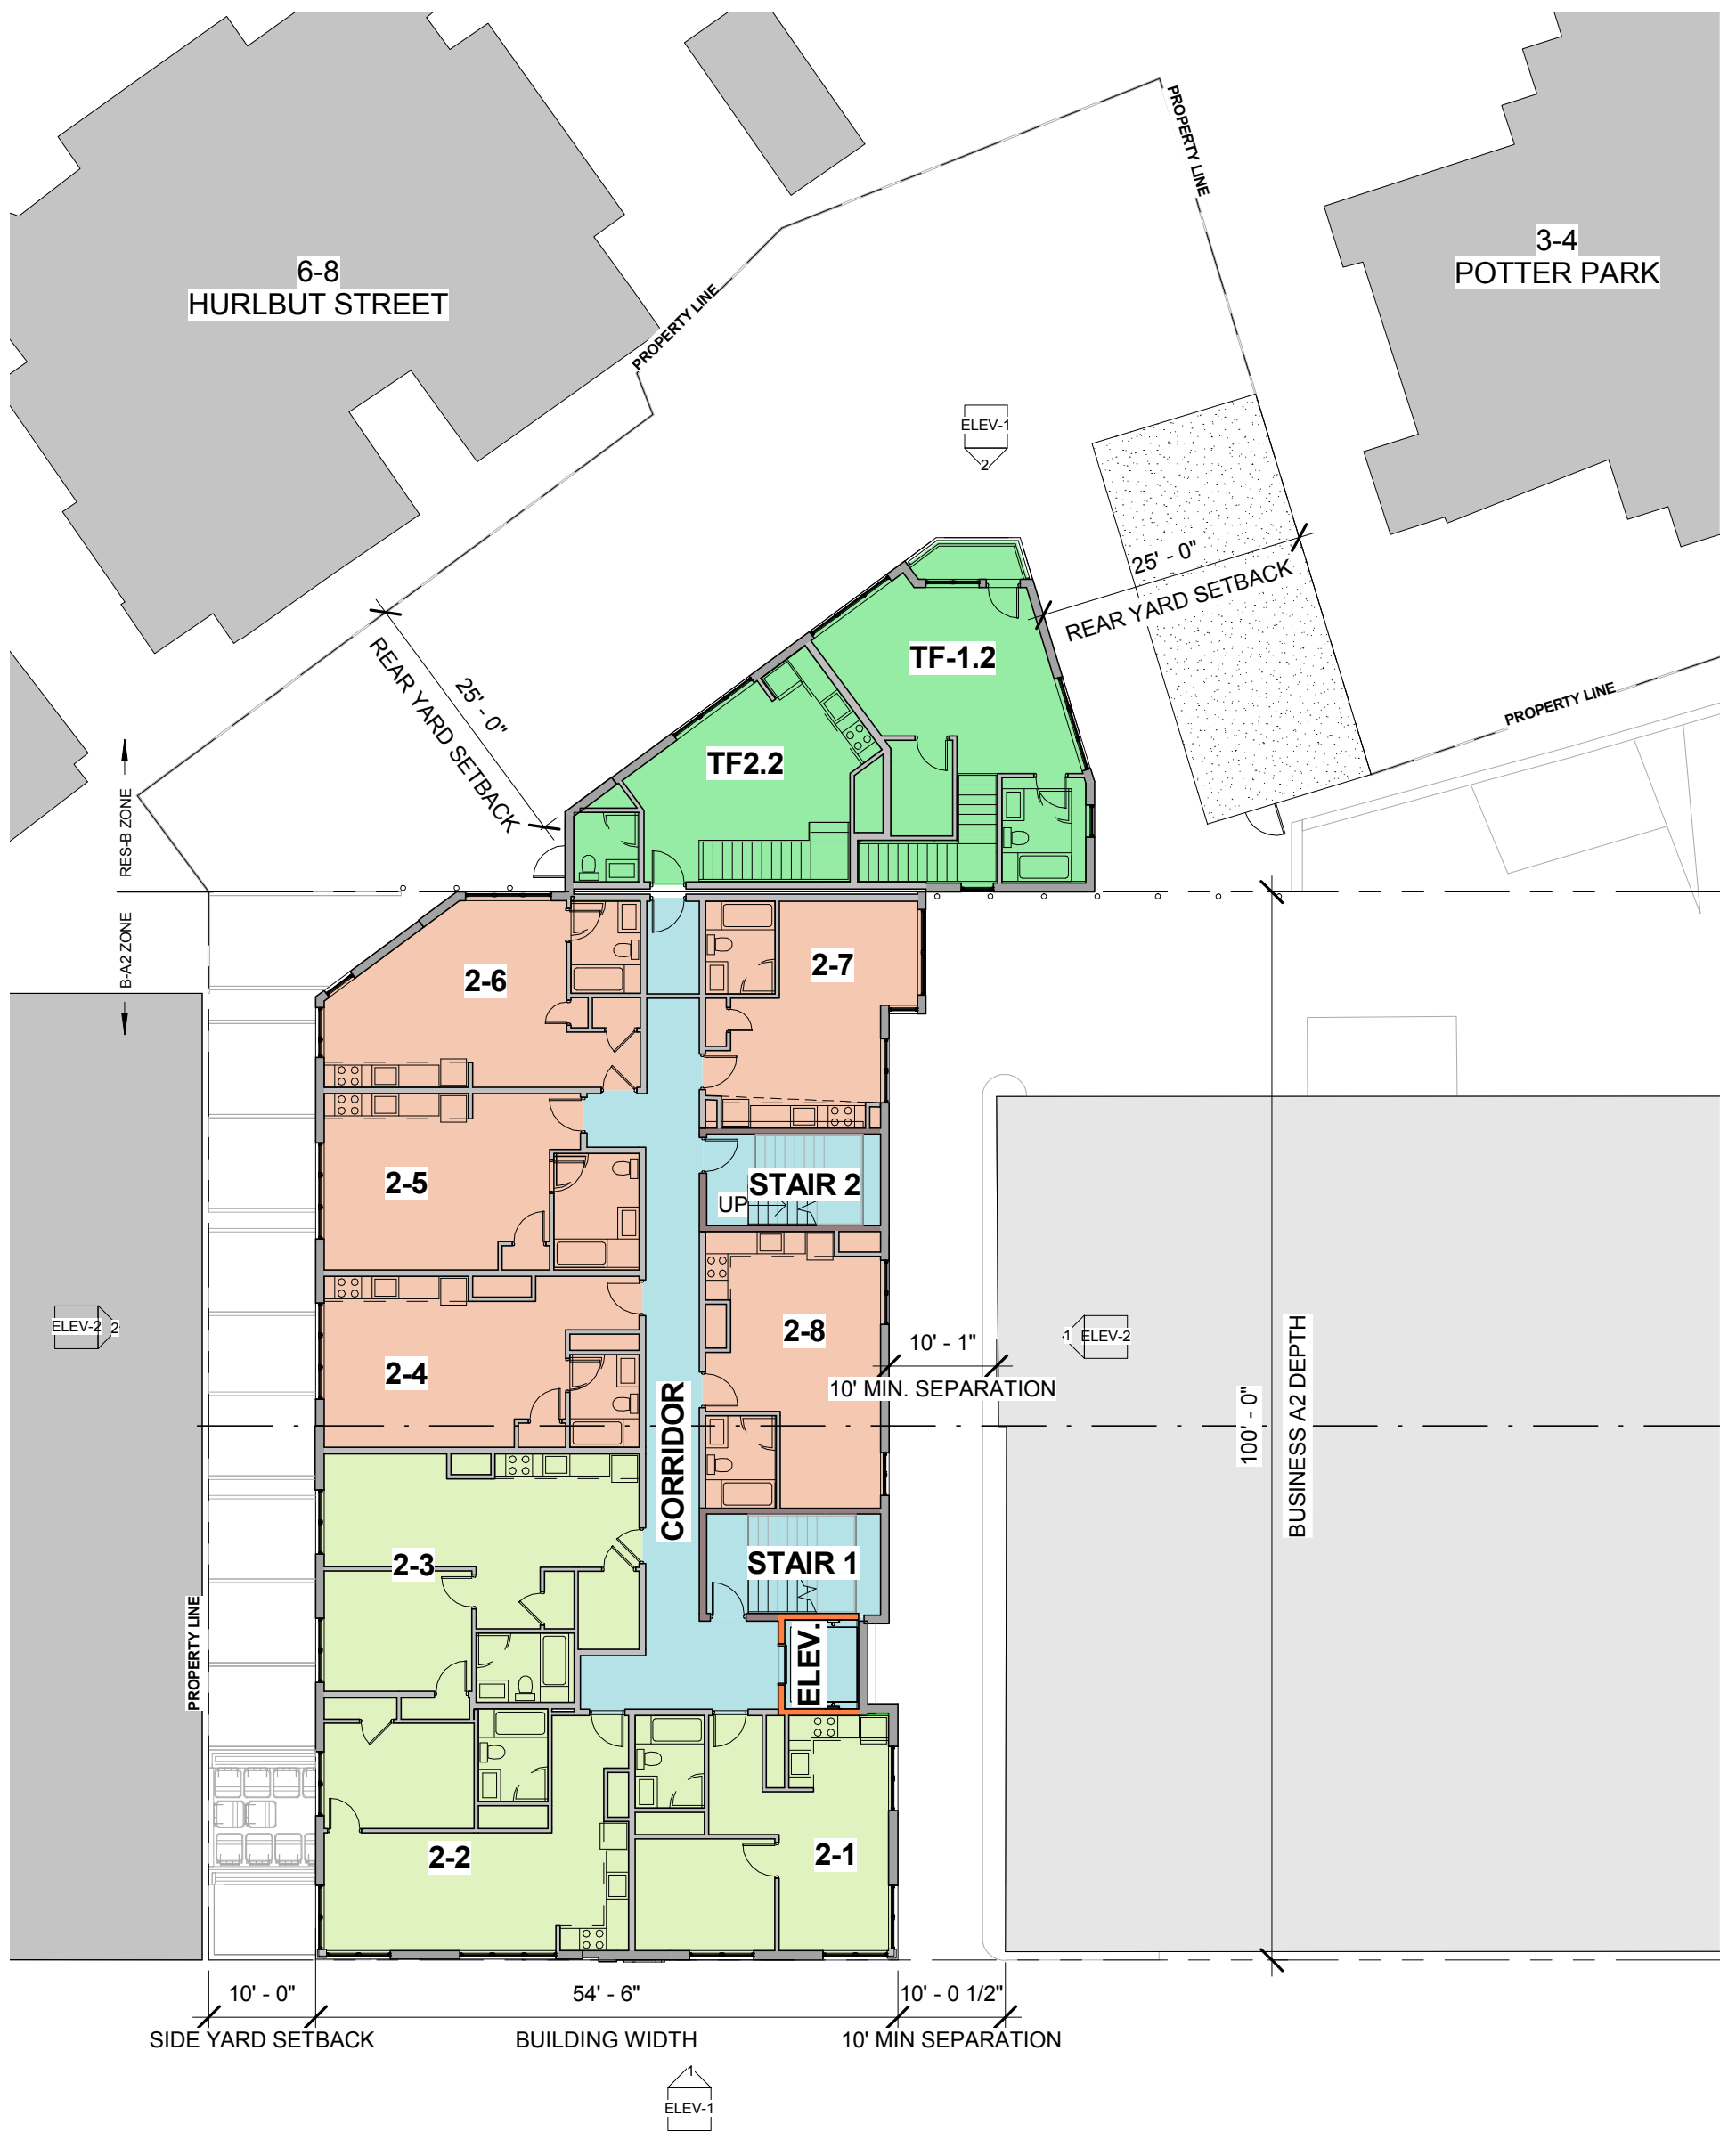 PROPERTY LINE
3-4
POTTER PARK
6-8
HURLBUT STREET
PROPERTY LINE
ELEV-1
2
25' - 0"
REAR YARD SETBACK
TF-1.2
25' - 0"
REAR YARD SETBACK
PROPERTY LINE
TF2.2
RES-B ZONE
B-A2 ZONE
2-7
2-6
2-5
STAIR 2
UP
ELEV-2
2
2-8
10' - 1"
10' MIN. SEPARATION
1
ELEV-2
2-4
CORRIDOR
100' - 0"
BUSINESS A2 DEPTH
2-3
STAIR 1
PROPERTY LINE
ELEV.
2-2
2-1
10' - 0"
54' - 6"
10' - 0 1/2"
SIDE YARD SETBACK
BUILDING WIDTH
10' MIN SEPARATION
1
ELEV-1